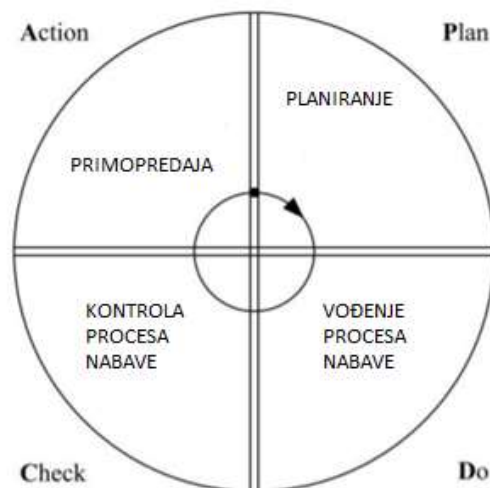 Action
Plan
PLANIRANJE
PRIMOPREDAJA
KONTROLA
PROCESA
NABAVE
VOĐENJE
PROCESA
NABAVE
Check
Do